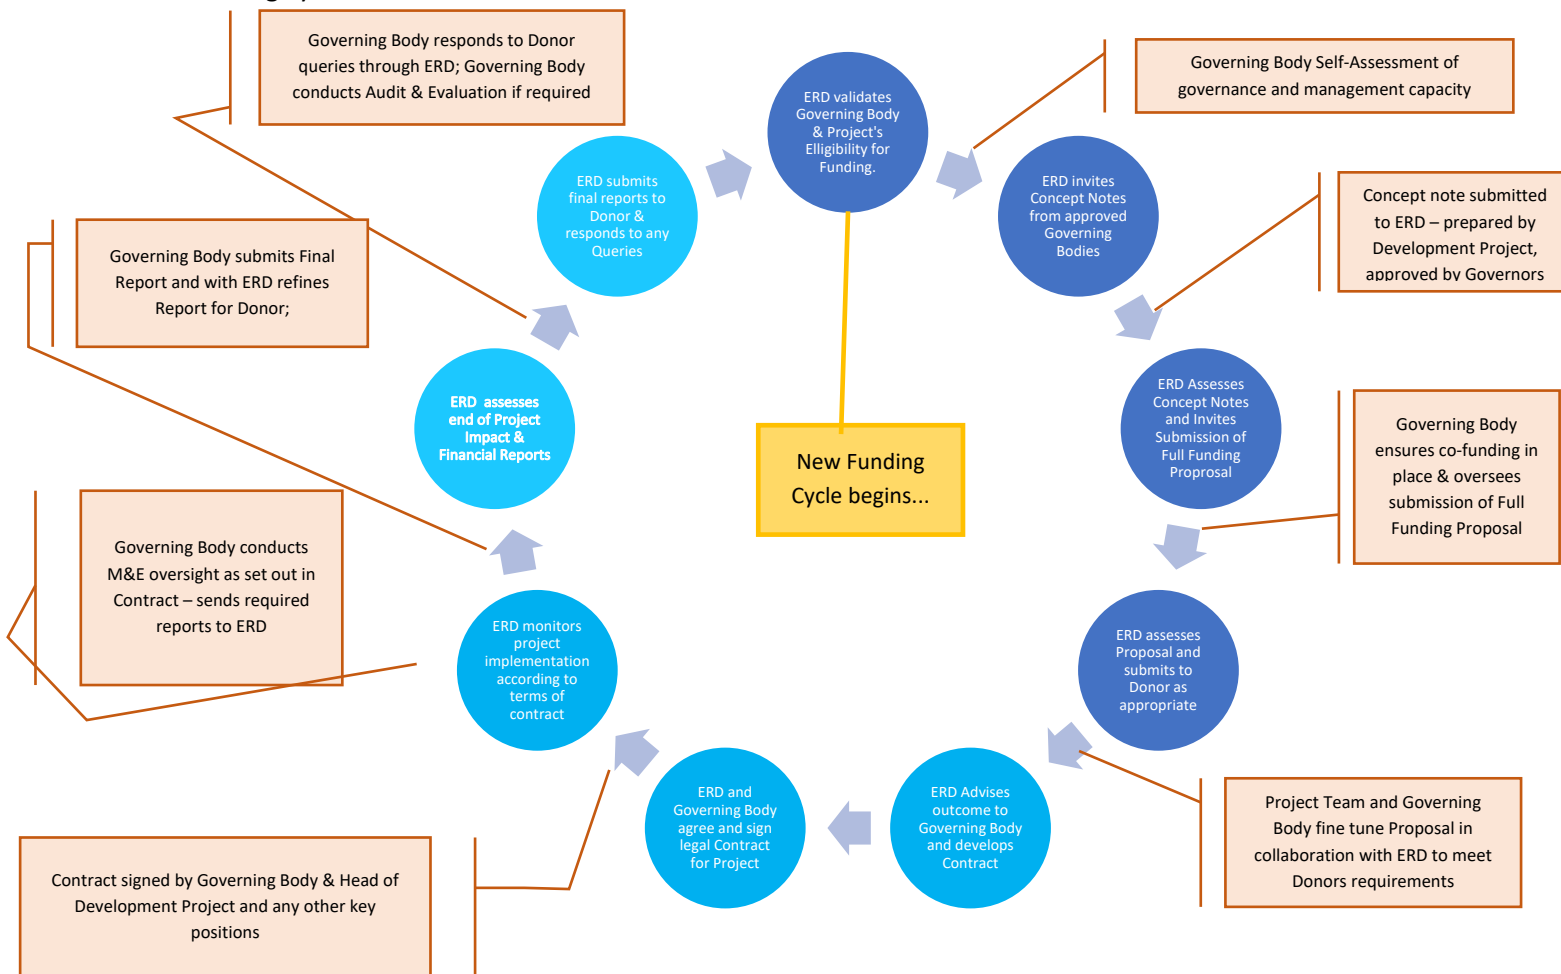 Governing Body responds to Donor
queries through ERD; Governing Body
conducts Audit & Evaluation if required
ERD validates
Governing Body
& Project's
Elligibility for
Funding.
Governing Body Self-Assessment of
governance and management capacity
ERD invites
Concept Notes
from approved
Governing
Bodies
Concept note submitted
to ERD – prepared by
Development Project,
approved by Governors
ERD Assesses
Concept Notes
and Invites
Submission of
Full Funding
Proprosal
Governing Body
ensures co-funding in
place & oversees
submission of Full
Funding Proposal
ERD assesses
Proposal and
submits to
Donor as
appropriate
Project Team and Governing
Body fine tune Proposal in
collaboration with ERD to meet
Donors requirements
ERD Advises
outcome to
Governing Body
and develops
Contract
ERD and
Governing Body
agree and sign
legal Contract
for Project
Contract signed by Governing Body & Head of
Development Project and any other key
positions
ERD monitors
project
implementation
according to
terms of
contract
Governing Body conducts
M&E oversight as set out in
Contract – sends required
reports to ERD
ERD assesses
end of Project
Impact &
Financial Reports
Governing Body submits Final
Report and with ERD refines
Report for Donor;
ERD submits
final reports to
Donor &
responds to any
Queries
New Funding
Cycle begins...